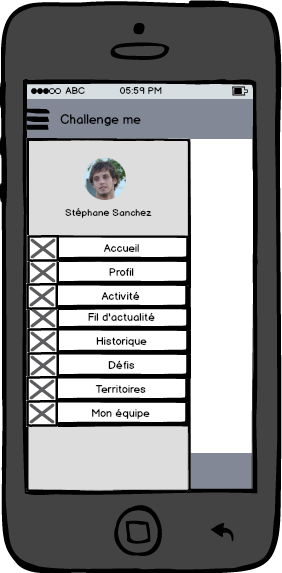 ABC 05:59 PM
Challenge me
Stéphane Sanchez
Accueil
Profil
Activité
Fil d'actualité
Historique
Défis
Territoires
Mon équipe